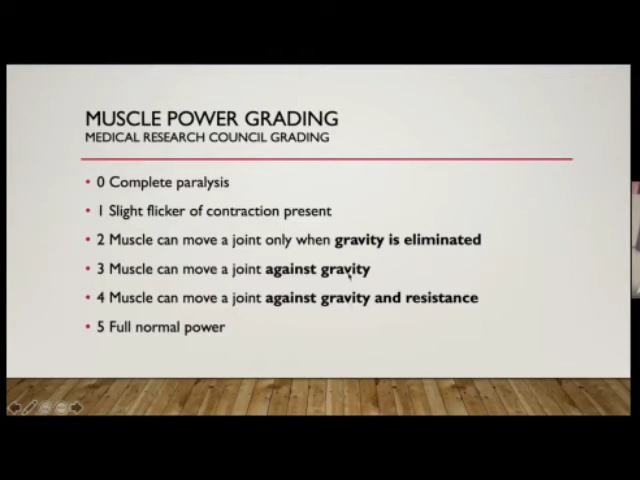 MUSCLE POWER GRADING
MEDICAL RESEARCH COUNCIL GRADING
• 0 Complete paralysis
• 1 Slight flicker of contraction present
• 2 Muscle can move a joint only when gravity is eliminated
• 3 Muscle can move a joint against gravity
• 4 Muscle can move a joint against gravity and resistance
• 5 Full normal power